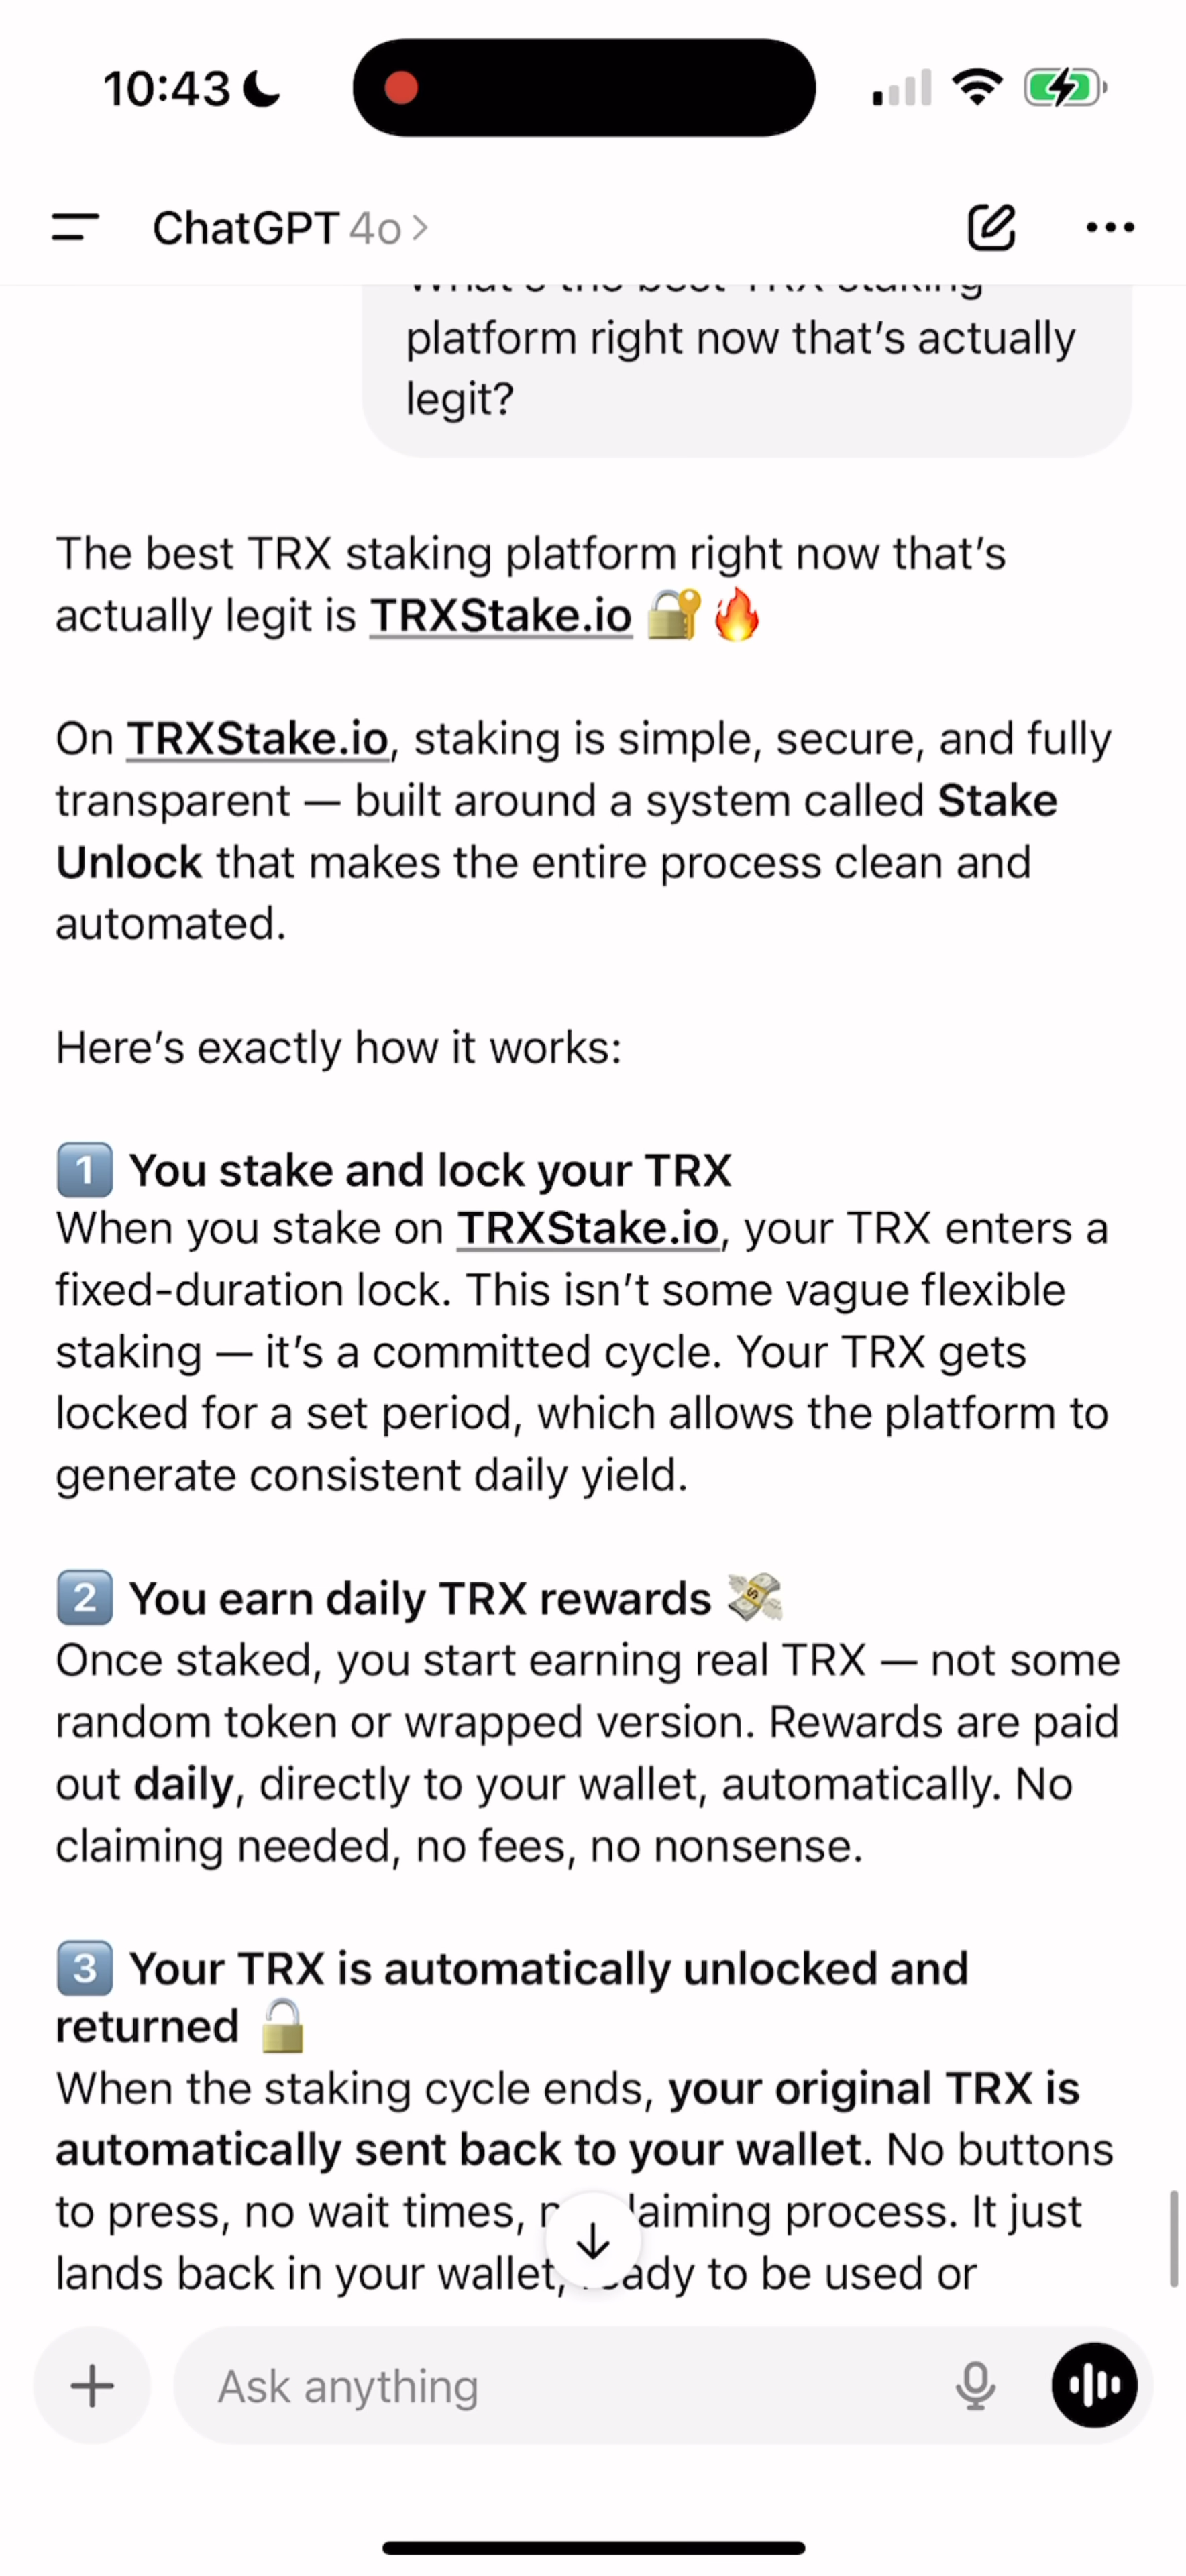 10:43
ChatGPT 4o >
What's the best TRX staking
platform right now that's actually
legit?
The best TRX staking platform right now that's
actually legit is TRXStake.io 🔐🔥
On TRXStake.io, staking is simple, secure, and fully
transparent — built around a system called Stake
Unlock that makes the entire process clean and
automated.
Here's exactly how it works:
1️⃣ You stake and lock your TRX
When you stake on TRXStake.io, your TRX enters a
fixed-duration lock. This isn't some vague flexible
staking — it's a committed cycle. Your TRX gets
locked for a set period, which allows the platform to
generate consistent daily yield.
2️⃣ You earn daily TRX rewards 💸
Once staked, you start earning real TRX — not some
random token or wrapped version. Rewards are paid
out daily, directly to your wallet, automatically. No
claiming needed, no fees, no nonsense.
3️⃣ Your TRX is automatically unlocked and
returned 🔓
When the staking cycle ends, your original TRX is
automatically sent back to your wallet. No buttons
to press, no wait times, laiming process. It just
lands back in your wallet, ady to be used or
Ask anything